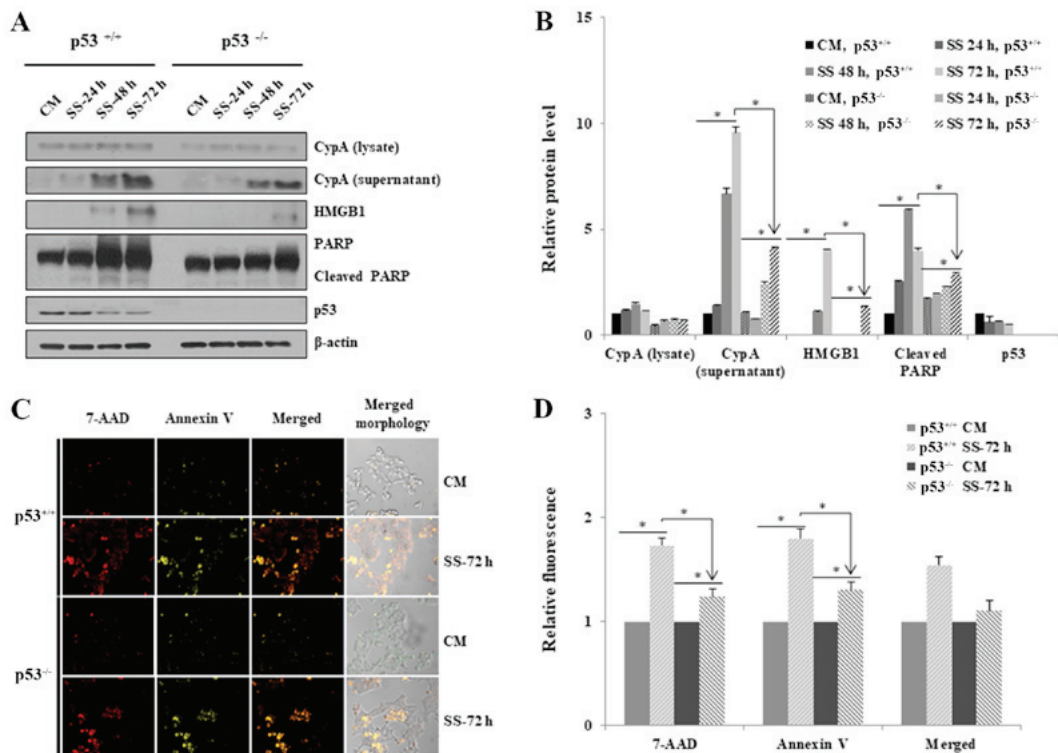 A
p53 +/+
p53 -/-
CM
SS-24 h
SS-48 h
SS-72 h
CM
SS-24 h
SS-48 h
SS-72 h
CypA (lysate)
CypA (supernatant)
HMGB1
PARP
Cleaved PARP
p53
β-actin
B
Relative protein level
15
10
5
0
CM, p53+/+
SS 24 h, p53+/+
SS 48 h, p53+/+
SS 72 h, p53+/+
CM, p53-/-
SS 24 h, p53-/-
SS 48 h, p53-/-
SS 72 h, p53-/-
* * * * * * * * *
CypA (lysate)
CypA
(supernatant)
HMGB1
Cleaved
PARP
p53
C
7-AAD
Annexin V
Merged
Merged
morphology
p53+/+
CM
SS-72 h
p53-/-
CM
SS-72 h
D
Relative fluorescence
3
2
1
0
p53+/+ CM
p53+/+ SS-72 h
p53-/- CM
p53-/- SS-72 h
* * * * * *
7-AAD
Annexin V
Merged